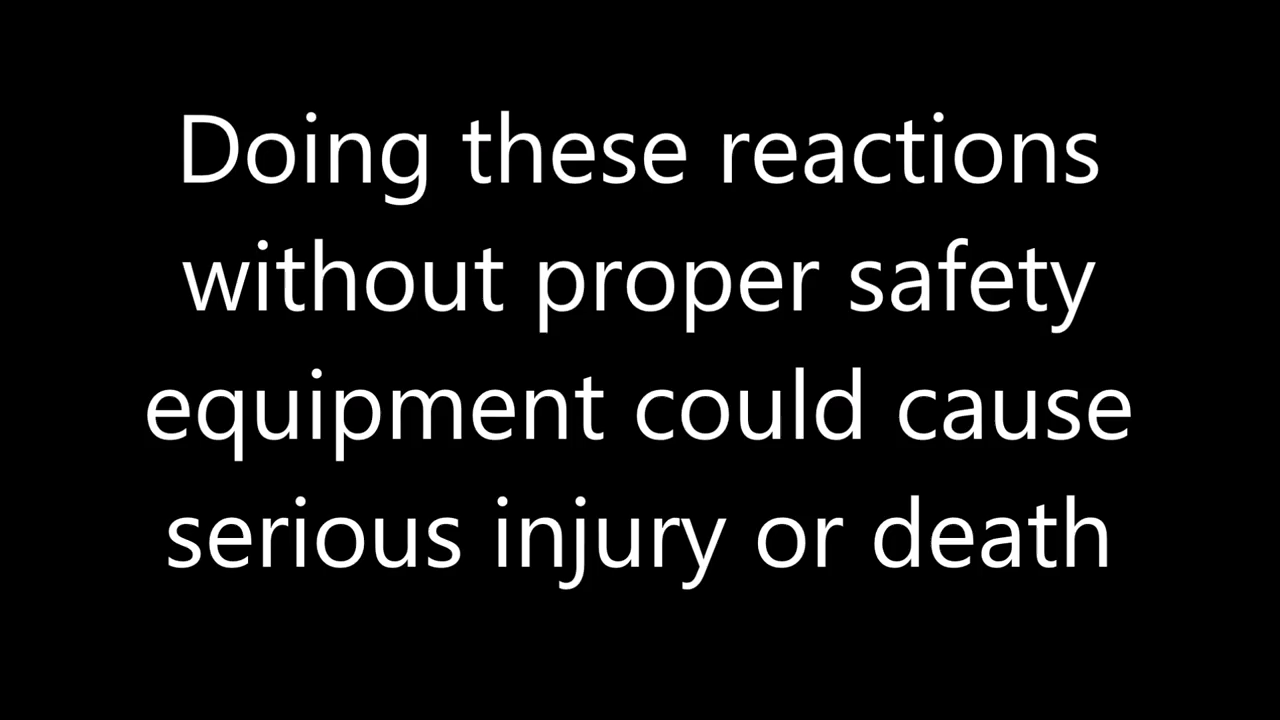 Doing these reactions
without proper safety
equipment could cause
serious injury or death